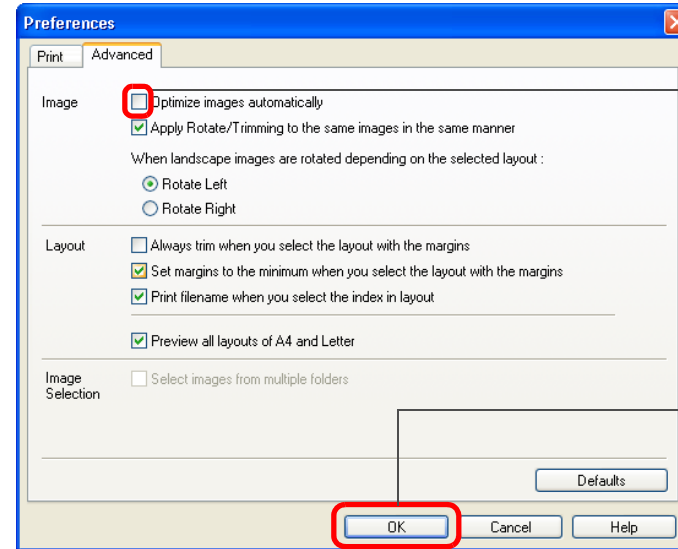 Preferences
Print Advanced
Image Optimize images automatically
Apply Rotate/Trimming to the same images in the same manner
When landscape images are rotated depending on the selected layout :
Rotate Left
Rotate Right
Layout Always trim when you select the layout with the margins
Set margins to the minimum when you select the layout with the margins
Print filename when you select the index in layout
Preview all layouts of A4 and Letter
Image Select images from multiple folders
Selection
Defaults
OK Cancel Help